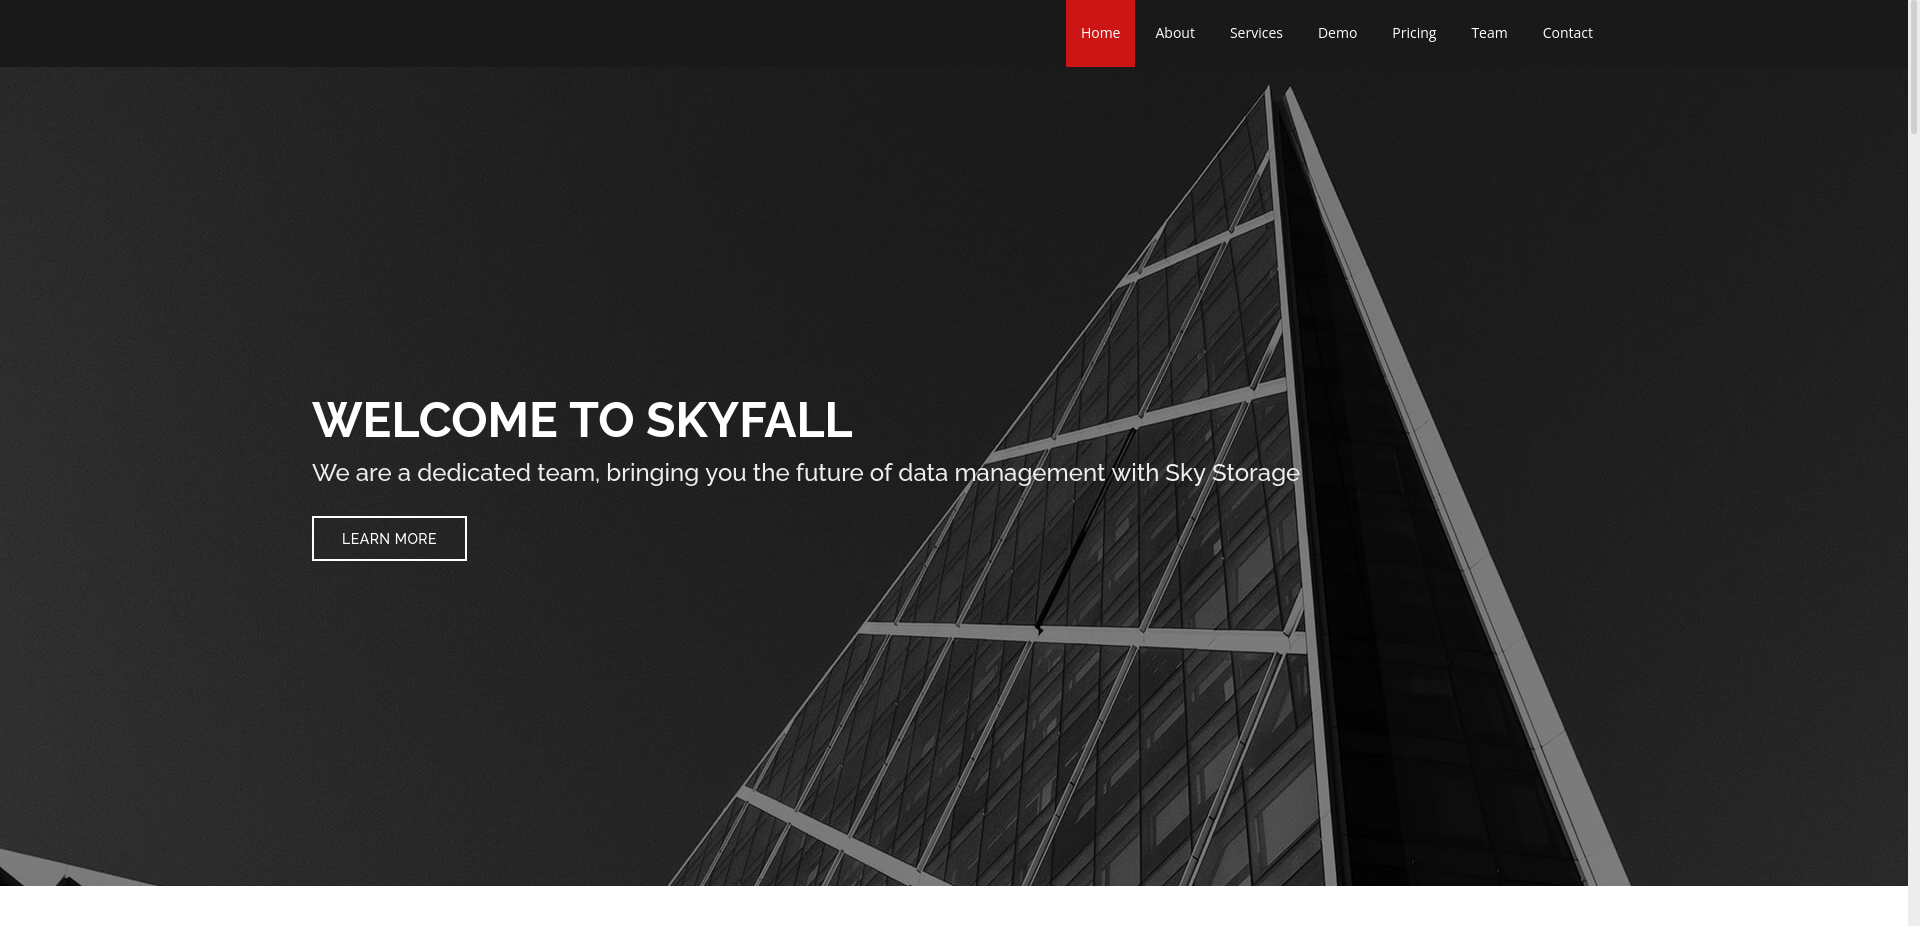 Home About Services Demo Pricing Team Contact
WELCOME TO SKYFALL
We are a dedicated team, bringing you the future of data management with Sky Storage
LEARN MORE